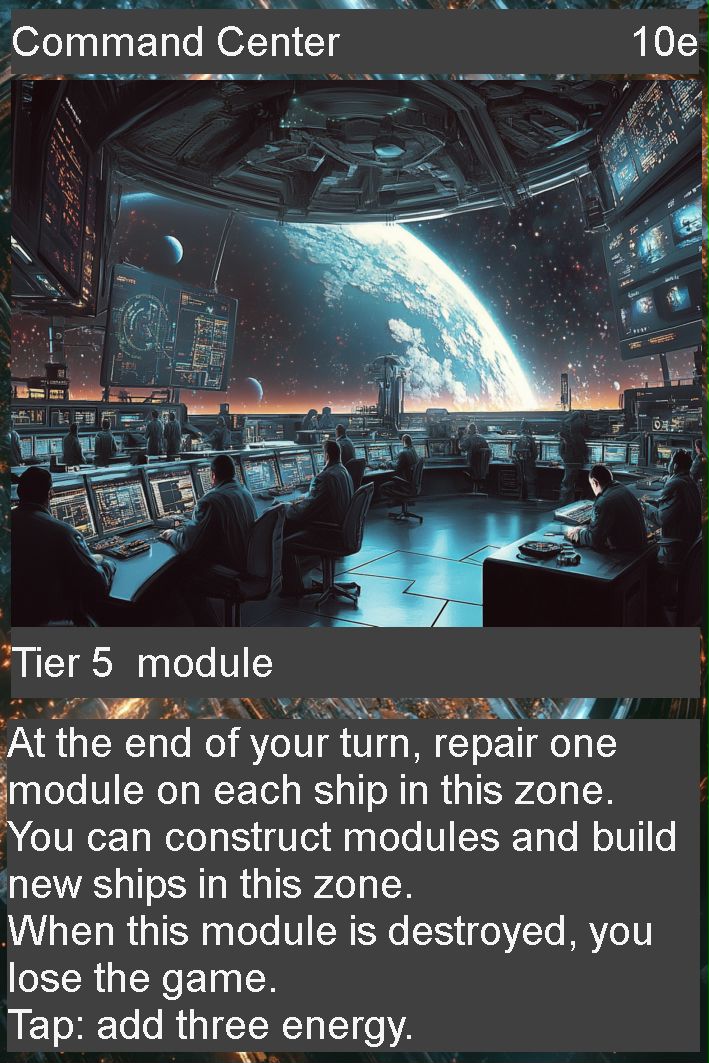 Command Center 10e
Tier 5  module
At the end of your turn, repair one
module on each ship in this zone.
You can construct modules and build
new ships in this zone.
When this module is destroyed, you
lose the game.
Tap: add three energy.